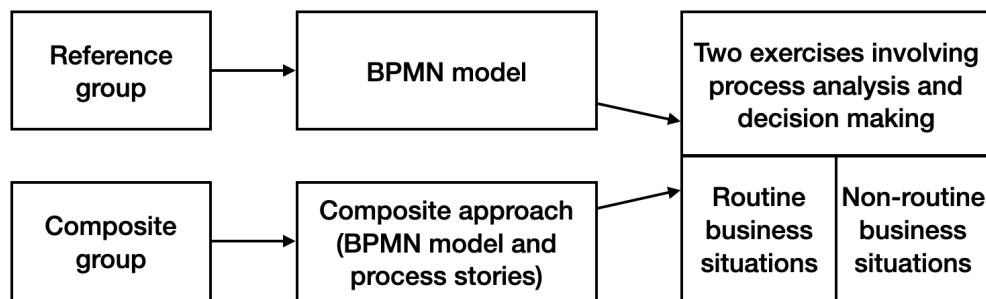 Reference
group
BPMN model
Two exercises involving
process analysis and
decision making
Composite
group
Composite approach
(BPMN model and
process stories)
Routine
business
situations
Non-routine
business
situations